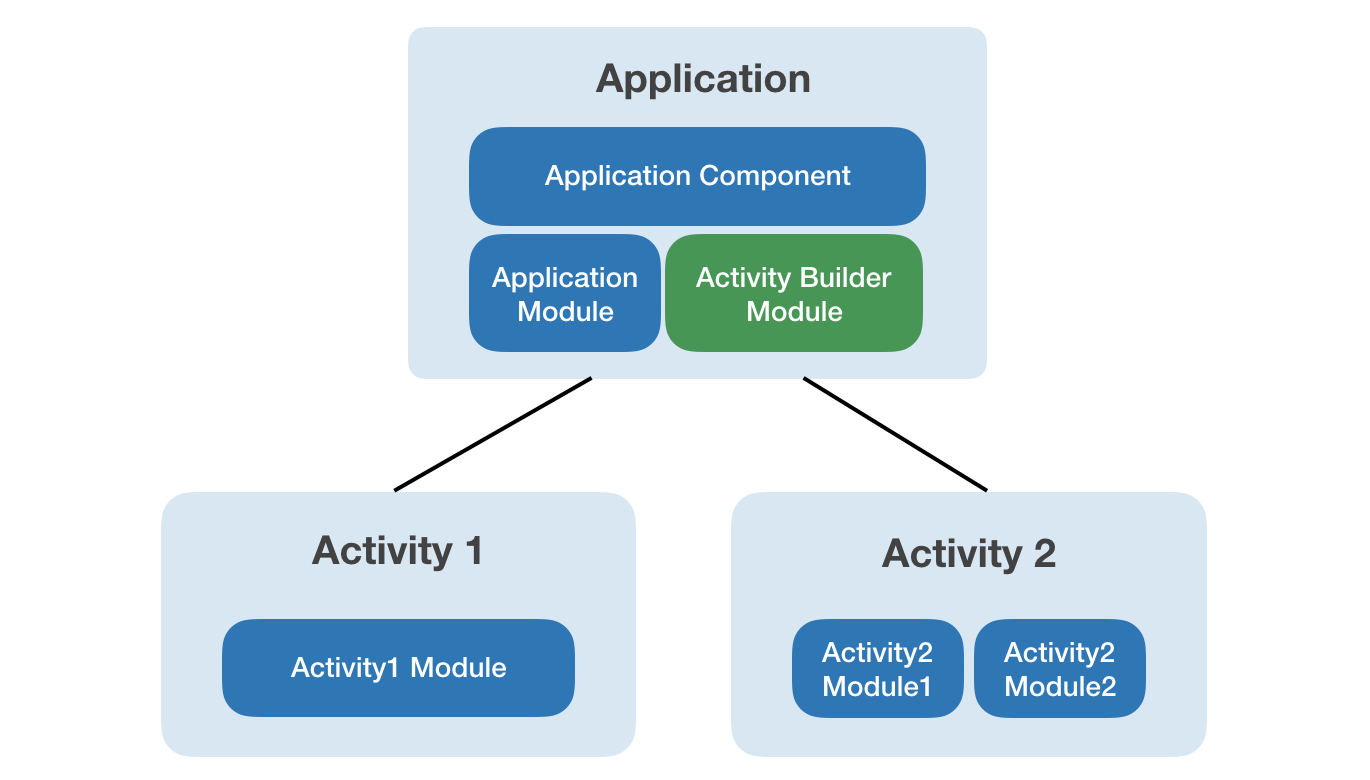 Application
Application Component
Application
Module
Activity Builder
Module
Activity 1
Activity1 Module
Activity 2
Activity2
Module1
Activity2
Module2